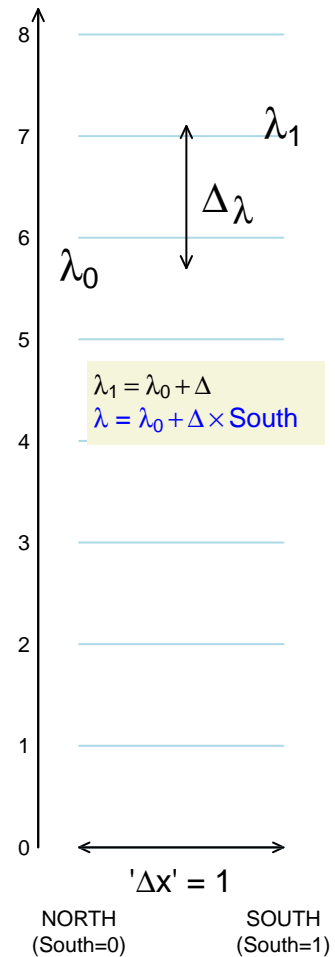 8
7
λ₁
Δ_λ
6
λ₀
5
λ₁ = λ₀ + Δ
λ = λ₀ + Δ × South
4
3
2
1
0
'Δx' = 1
NORTH SOUTH
(South=0) (South=1)